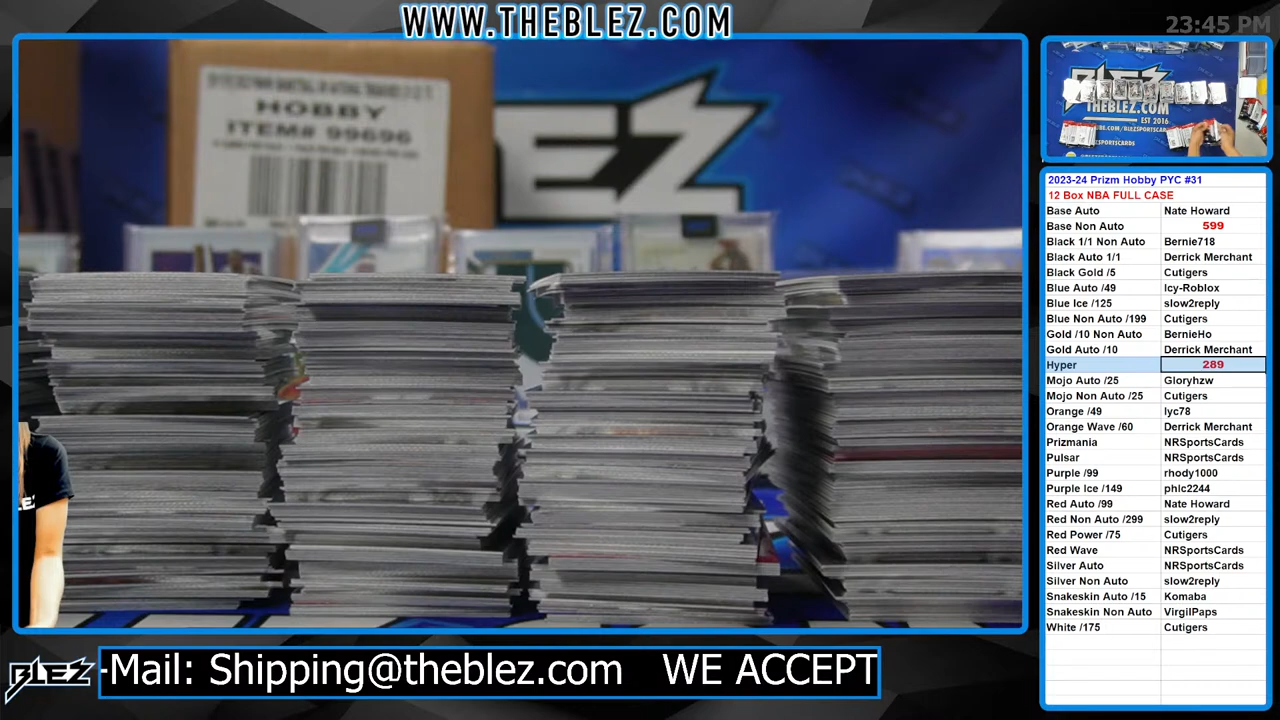 WWW.THEBLEZ.COM
23:45 PM
HOBBY
ITEM# 99696
EZ
BLEZ
THEBLEZ.COM
EST 2016
2023-24 Prizm Hobby PYC #31
12 Box NBA FULL CASE
Base Auto Nate Howard
Base Non Auto 599
Black 1/1 Non Auto Bernie718
Black Auto 1/1 Derrick Merchant
Black Gold /5 Cutigers
Blue Auto /49 Icy-Roblox
Blue Ice /125 slow2reply
Blue Non Auto /199 Cutigers
Gold /10 Non Auto BernieHo
Gold Auto /10 Derrick Merchant
Hyper 289
Mojo Auto /25 Gloryhzw
Mojo Non Auto /25 Cutigers
Orange /49 lyc78
Orange Wave /60 Derrick Merchant
Prizmania NRSportsCards
Pulsar NRSportsCards
Purple /99 rhody1000
Purple Ice /149 phlc2244
Red Auto /99 Nate Howard
Red Non Auto /299 slow2reply
Red Power /75 Cutigers
Red Wave NRSportsCards
Silver Auto NRSportsCards
Silver Non Auto slow2reply
Snakeskin Auto /15 Komaba
Snakeskin Non Auto VirgilPaps
White /175 Cutigers
BLEZ
-Mail: Shipping@theblez.com WE ACCEPT